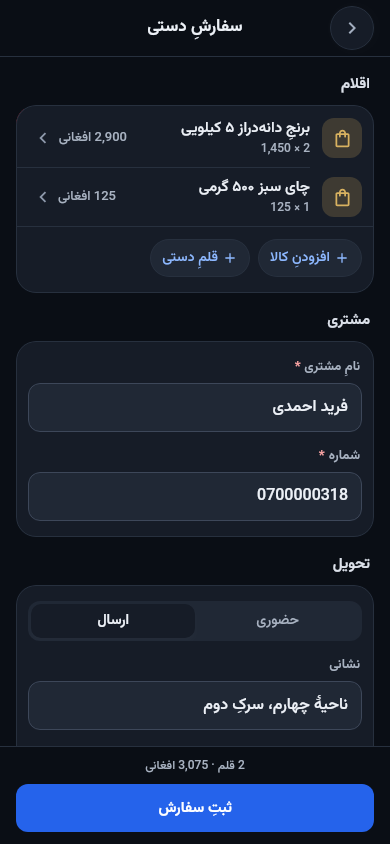 سفارشِ دستی
اقلام
برنجِ دانه‌دراز ۵ کیلویی
2 × 1,450
2,900 افغانی
چای سبز ۵۰۰ گرمی
1 × 125
125 افغانی
+ افزودنِ کالا
+ قلمِ دستی
مشتری
نامِ مشتری *
فرید احمدی
شماره *
0700000318
تحویل
حضوری
ارسال
نشانی
ناحیهٔ چهارم، سرکِ دوم
2 قلم · 3,075 افغانی
ثبتِ سفارش